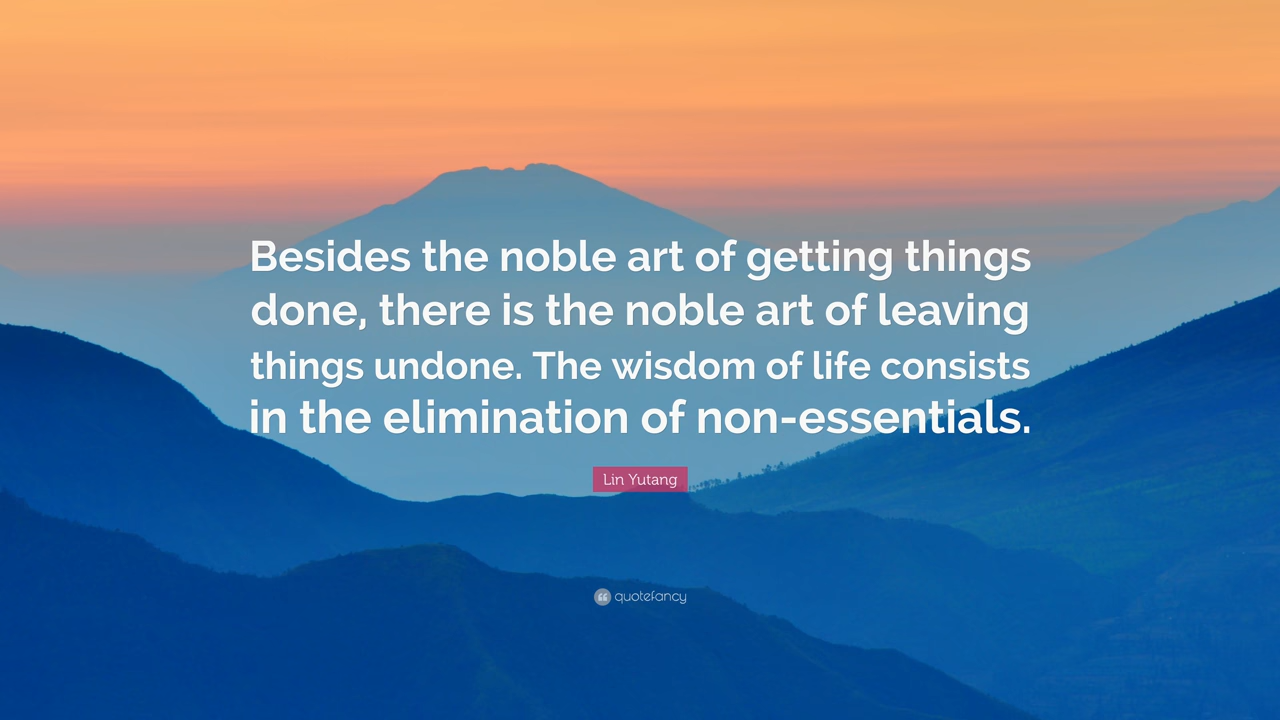 Besides the noble art of getting things
done, there is the noble art of leaving
things undone. The wisdom of life consists
in the elimination of non-essentials.
Lin Yutang
quotefancy